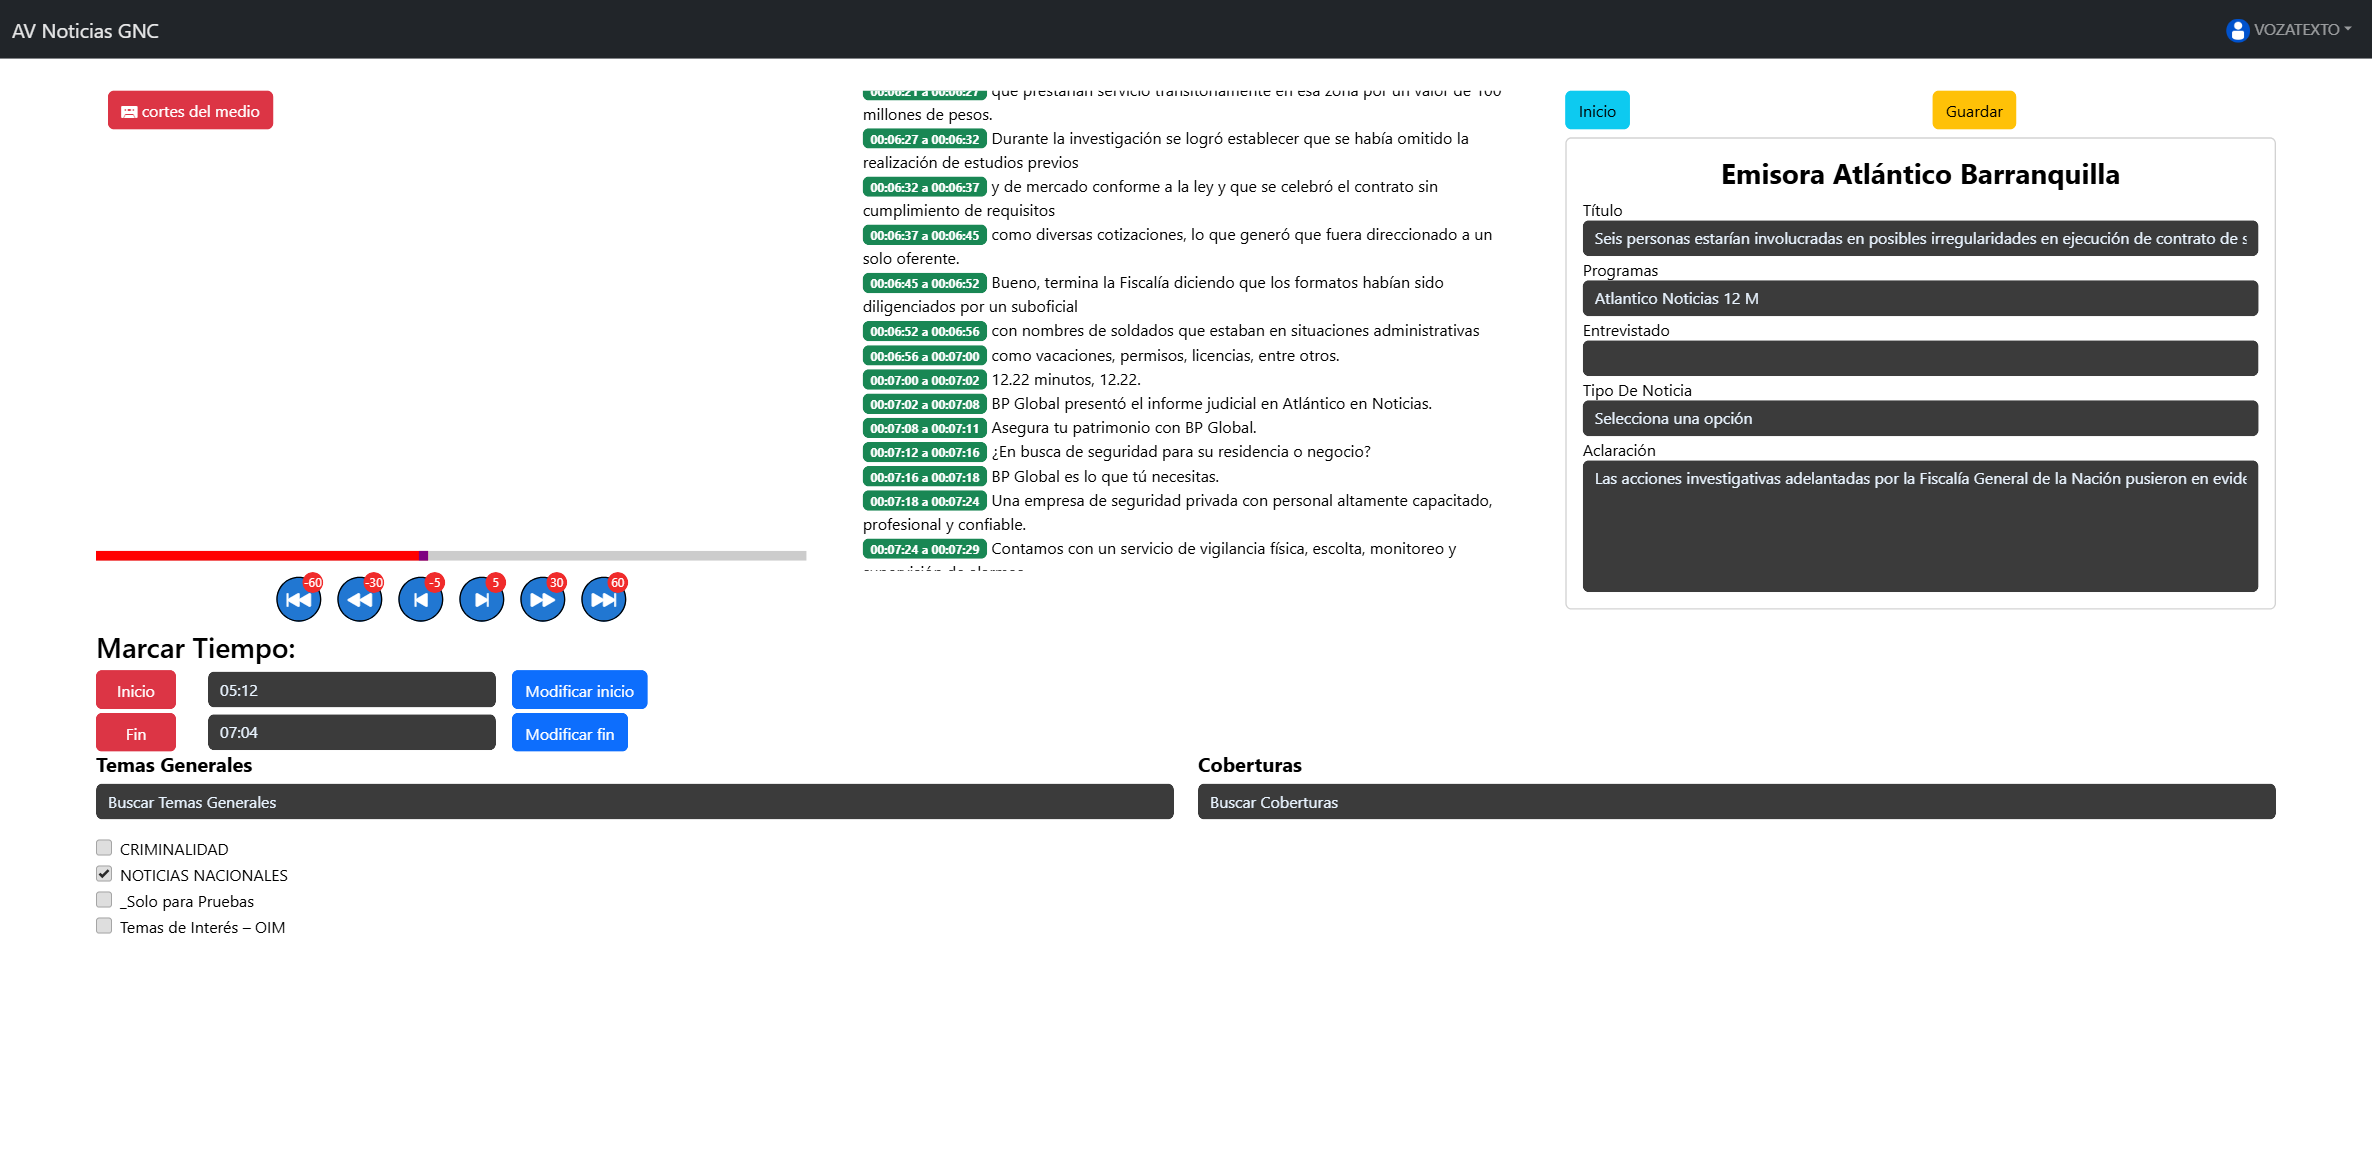 AV Noticias GNC
VOZATEXTO
cortes del medio
00:06:21 a 00:06:27 que prestarían servicio transitoriamente en esa zona por un valor de 100
millones de pesos.
00:06:27 a 00:06:32 Durante la investigación se logró establecer que se había omitido la
realización de estudios previos
00:06:32 a 00:06:37 y de mercado conforme a la ley y que se celebró el contrato sin
cumplimiento de requisitos
00:06:37 a 00:06:45 como diversas cotizaciones, lo que generó que fuera direccionado a un
solo oferente.
00:06:45 a 00:06:52 Bueno, termina la Fiscalía diciendo que los formatos habían sido
diligenciados por un suboficial
00:06:52 a 00:06:56 con nombres de soldados que estaban en situaciones administrativas
00:06:56 a 00:07:00 como vacaciones, permisos, licencias, entre otros.
00:07:00 a 00:07:02 12.22 minutos, 12.22.
00:07:02 a 00:07:08 BP Global presentó el informe judicial en Atlántico en Noticias.
00:07:08 a 00:07:11 Asegura tu patrimonio con BP Global.
00:07:12 a 00:07:16 ¿En busca de seguridad para su residencia o negocio?
00:07:16 a 00:07:18 BP Global es lo que tú necesitas.
00:07:18 a 00:07:24 Una empresa de seguridad privada con personal altamente capacitado,
profesional y confiable.
00:07:24 a 00:07:29 Contamos con un servicio de vigilancia física, escolta, monitoreo y
supervisión de alarmas
Inicio
Guardar
Emisora Atlántico Barranquilla
Título
Seis personas estarían involucradas en posibles irregularidades en ejecución de contrato de s
Programas
Atlantico Noticias 12 M
Entrevistado
Tipo De Noticia
Selecciona una opción
Aclaración
Las acciones investigativas adelantadas por la Fiscalía General de la Nación pusieron en evide
-60
-30
-5
5
30
60
Marcar Tiempo:
Inicio
05:12
Modificar inicio
Fin
07:04
Modificar fin
Temas Generales
Buscar Temas Generales
CRIMINALIDAD
NOTICIAS NACIONALES
_Solo para Pruebas
Temas de Interés – OIM
Coberturas
Buscar Coberturas